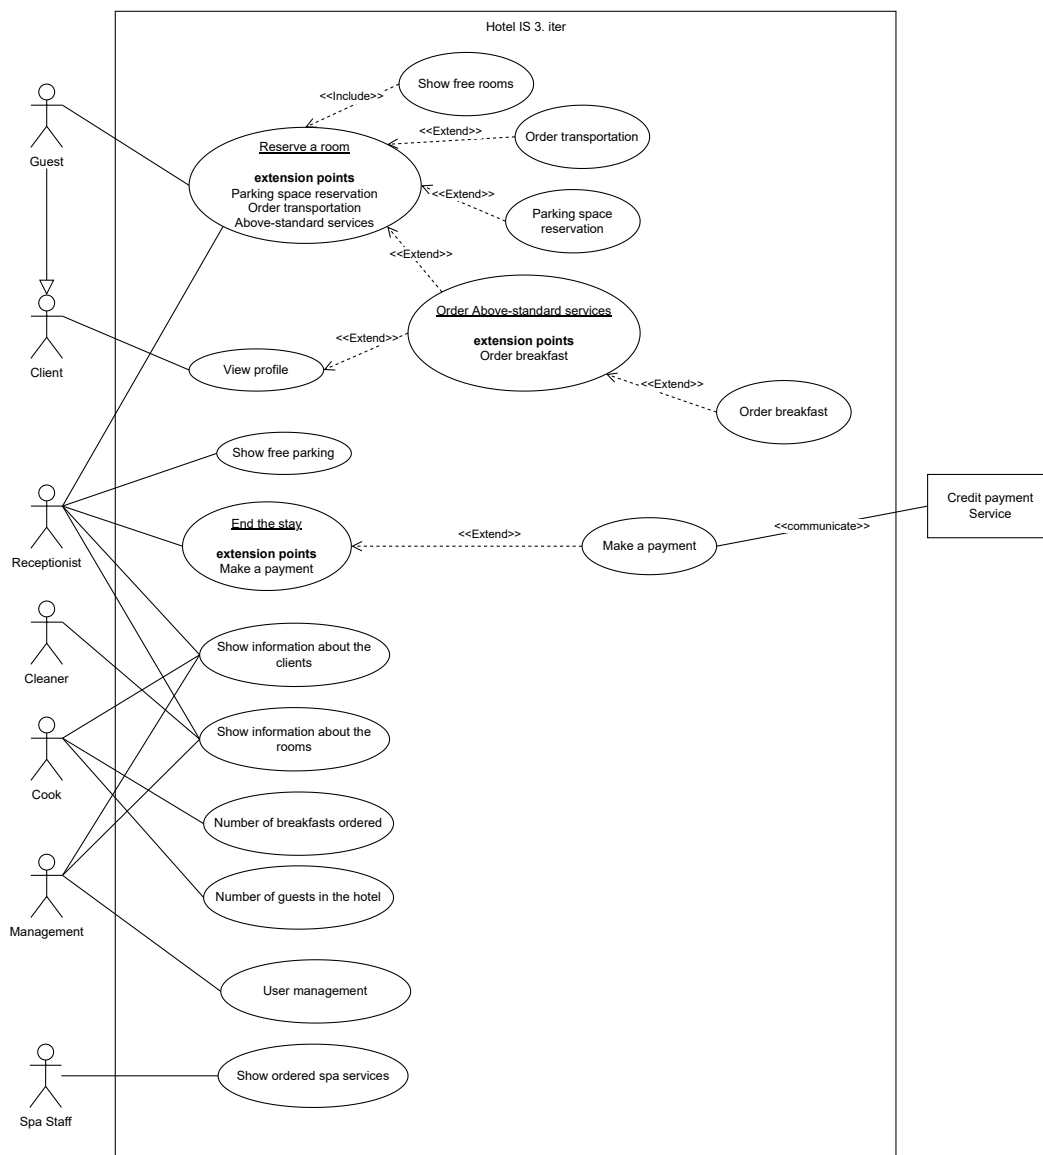 Hotel IS 3. iter
Show free rooms
<<Include>>
<<Extend>>
Order transportation
Reserve a room
Guest
extension points
Parking space reservation
Order transportation
Above-standard services
<<Extend>>
Parking space
reservation
<<Extend>>
Order Above-standard services
<<Extend>>
extension points
Order breakfast
Client
View profile
<<Extend>>
Order breakfast
Show free parking
Credit payment
Service
End the stay
<<communicate>>
<<Extend>>
extension points
Make a payment
Make a payment
Receptionist
Show information about the
clients
Cleaner
Show information about the
rooms
Cook
Number of breakfasts ordered
Number of guests in the hotel
Management
User management
Show ordered spa services
Spa Staff